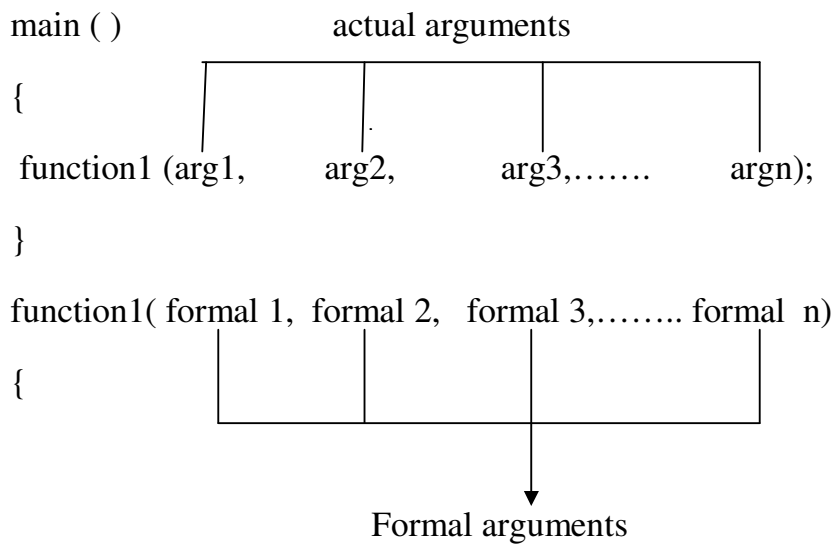 main ( ) actual arguments
{
function1 (arg1, arg2, arg3,……. argn);
}
function1( formal 1, formal 2, formal 3,…….. formal n)
{
Formal arguments